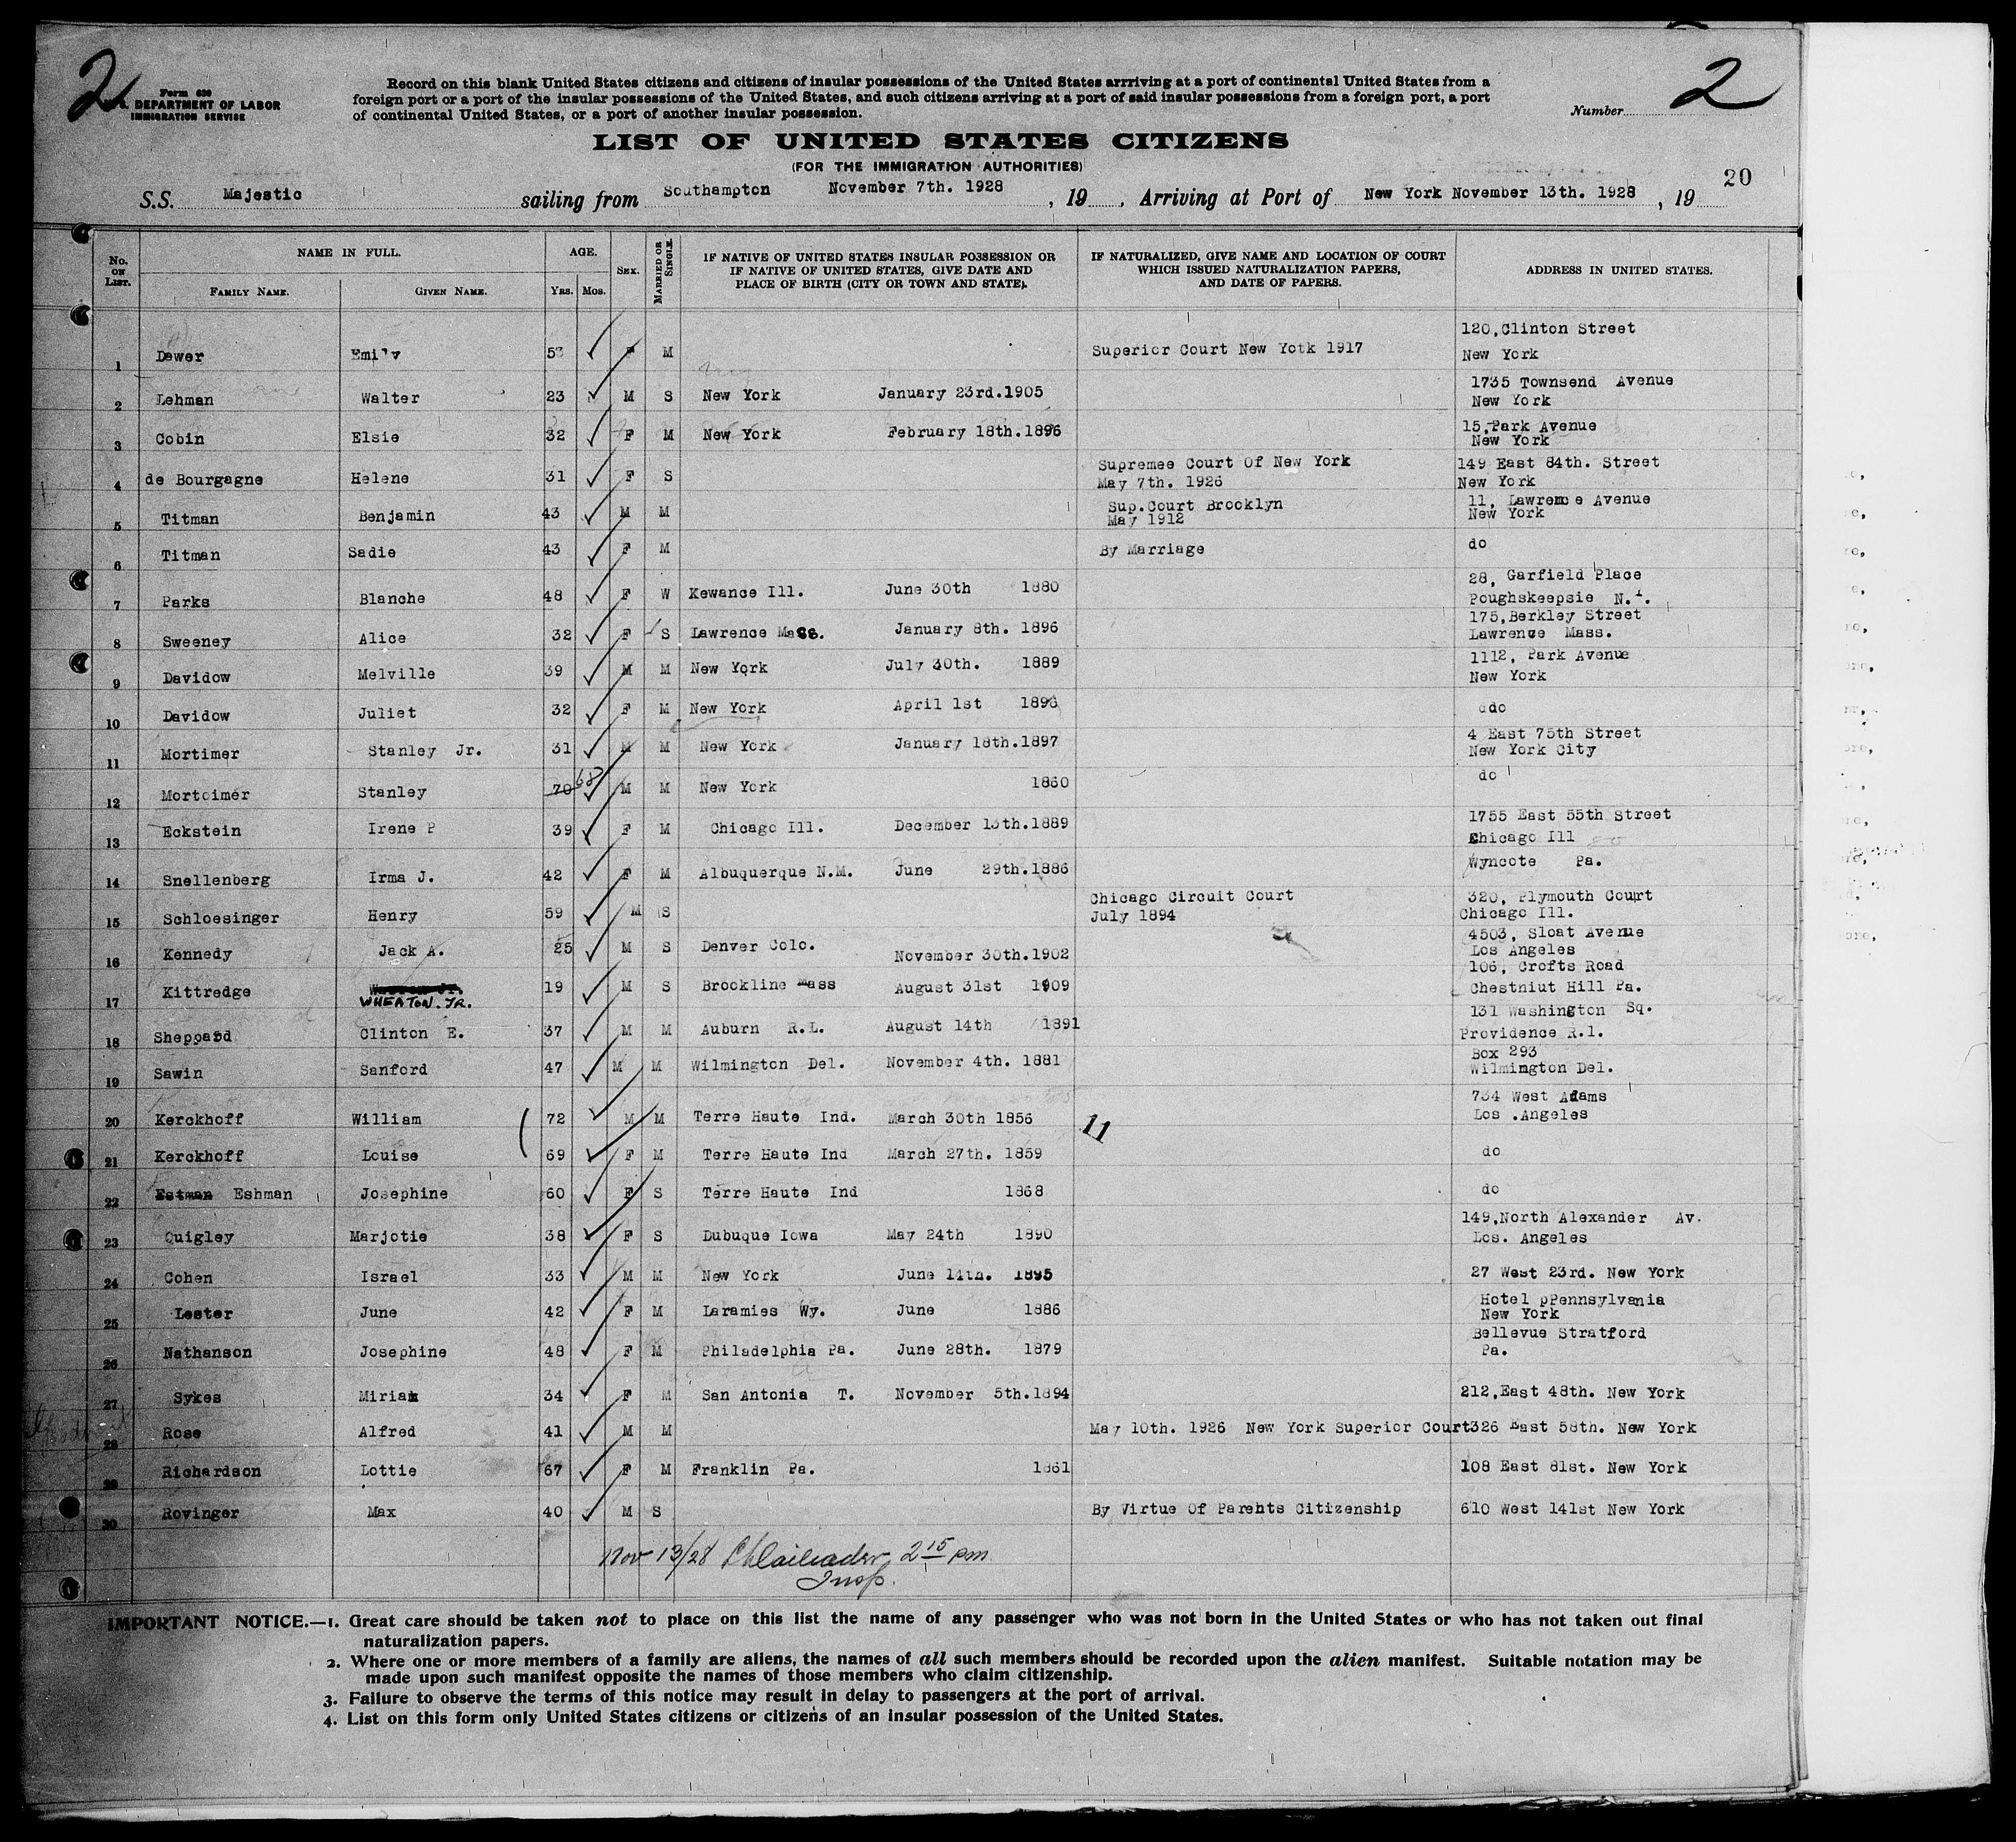 2
2
Form 630
U.S. DEPARTMENT OF LABOR
IMMIGRATION SERVICE
Record on this blank United States citizens and citizens of insular possessions of the United States arrriving at a port of continental United States from a
foreign port or a port of the insular possessions of the United States, and such citizens arriving at a port of said insular possessions from a foreign port, a port
of continental United States, or a port of another insular possession.
Number
LIST OF UNITED STATES CITIZENS
(FOR THE IMMIGRATION AUTHORITIES)
20
S.S. Majestic sailing from Southampton November 7th. 1928, 19 , Arriving at Port of New York November 13th. 1928 , 19
No. ON LIST.
NAME IN FULL.
FAMILY NAME. GIVEN NAME.
AGE.
YRS. MOS.
SEX.
MARRIED OR SINGLE.
IF NATIVE OF UNITED STATES INSULAR POSSESSION OR
IF NATIVE OF UNITED STATES, GIVE DATE AND
PLACE OF BIRTH (CITY OR TOWN AND STATE).
IF NATURALIZED, GIVE NAME AND LOCATION OF COURT
WHICH ISSUED NATURALIZATION PAPERS,
AND DATE OF PAPERS.
ADDRESS IN UNITED STATES.
1 Dewer Emily 53 F M Superior Court New Yotk 1917 120,Clinton Street
New York
2 Lehman Walter 23 M S New York January 23rd.1905 1735 Townsend Avenue
New York
3 Cobin Elsie 32 F M New York February 18th.1896 15,Park Avenue
New York
4 de Bourgagne Helene 31 F S Supremee Court Of New York
May 7th. 1926 149 East 84th. Street
New York
5 Titman Benjamin 43 M M Sup.Court Brooklyn
May 1912 11, Lawrence Avenue
New York
6 Titman Sadie 43 F M By Marriage do
7 Parks Blanche 48 F W Kewance Ill. June 30th 1880 28, Garfield Place
Poughskeepsie N.Y.
8 Sweeney Alice 32 F S Lawrence Mass. January 8th. 1896 175,Berkley Street
Lawrence Mass.
9 Davidow Melville 39 M M New York July 30th. 1889 1112, Park Avenue
New York
10 Davidow Juliet 32 F M New York April 1st 1896 ddo
11 Mortimer Stanley Jr. 31 M M New York January 18th.1897 4 East 75th Street
New York City
12 Mortoimer Stanley 70 68 M M New York 1860 do
13 Eckstein Irene P 39 F M Chicago Ill. December 13th.1889 1755 East 55th Street
Chicago Ill
14 Snellenberg Irma J. 42 F M Albuquerque N.M. June 29th.1886 Wyncote Pa.
15 Schloesinger Henry 59 M S Chicago Circuit Court
July 1894 320, Plymouth Court
Chicago Ill.
16 Kennedy Jack A. 25 M S Denver Colo. November 30th.1902 4503, Sloat Avenue
Los Angeles
17 Kittredge WHEATON. JR. 19 M S Brockline Mass August 31st 1909 106, Crofts Road
Chestniut Hill Pa.
18 Sheppard Clinton E. 37 M M Auburn R.L. August 14th 1891 131 Washington Sq.
Providence R.l.
19 Sawin Sanford 47 M M Wilmington Del. November 4th. 1881 Box 293
Wilmington Del.
20 Kerckhoff William 72 M M Terre Haute Ind. March 30th 1856 11 734 West Adams
Los .Angeles
21 Kerckhoff Louise 69 F M Terre Haute Ind March 27th. 1859 do
22 Estman Eshman Josephine 60 F S Terre Haute Ind 1868 do
23 Quigley Marjotie 38 F S Dubuque Iowa May 24th 1890 149,North Alexander Av.
Los. Angeles
24 Cohen Israel 33 M M New York June 14th. 1895 27 West 23rd. New York
25 Lester June 42 F M Laramies Wy. June 1886 Hotel pPennsylvania
New York
26 Nathanson Josephine 48 F M Philadelphia Pa. June 28th. 1879 Bellevue Stratford
Pa.
27 Sykes Miriam 34 F M San Antonia T. November 5th.1894 212,East 48th. New York
28 Rose Alfred 41 M M May 10th. 1926 New York Superior Court 326 East 58th. New York
29 Richardson Lottie 67 F M Franklin Pa. 1861 108 East 81st. New York
30 Rovinger Max 40 M S By Virtue Of Parents Citizenship 610 West 141st New York
Nov 13/28 2 15 pm
Insp.
IMPORTANT NOTICE.—1. Great care should be taken not to place on this list the name of any passenger who was not born in the United States or who has not taken out final
naturalization papers.
2. Where one or more members of a family are aliens, the names of all such members should be recorded upon the alien manifest. Suitable notation may be
made upon such manifest opposite the names of those members who claim citizenship.
3. Failure to observe the terms of this notice may result in delay to passengers at the port of arrival.
4. List on this form only United States citizens or citizens of an insular possession of the United States.